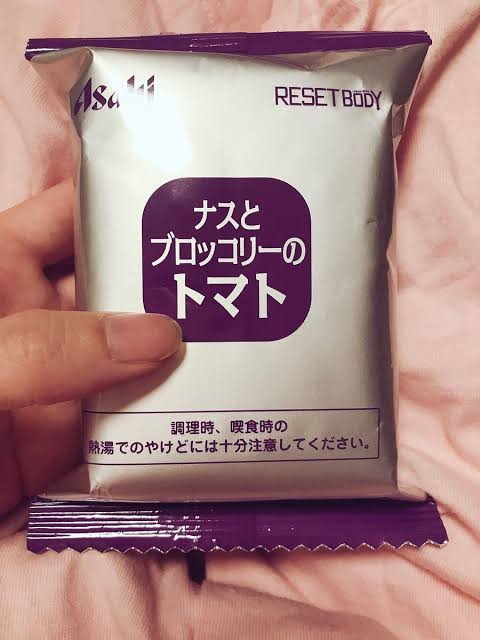 Asahi
RESET BODY
ナスと
ブロッコリーの
トマト
調理時、喫食時の
熱湯でのやけどには十分注意してください。